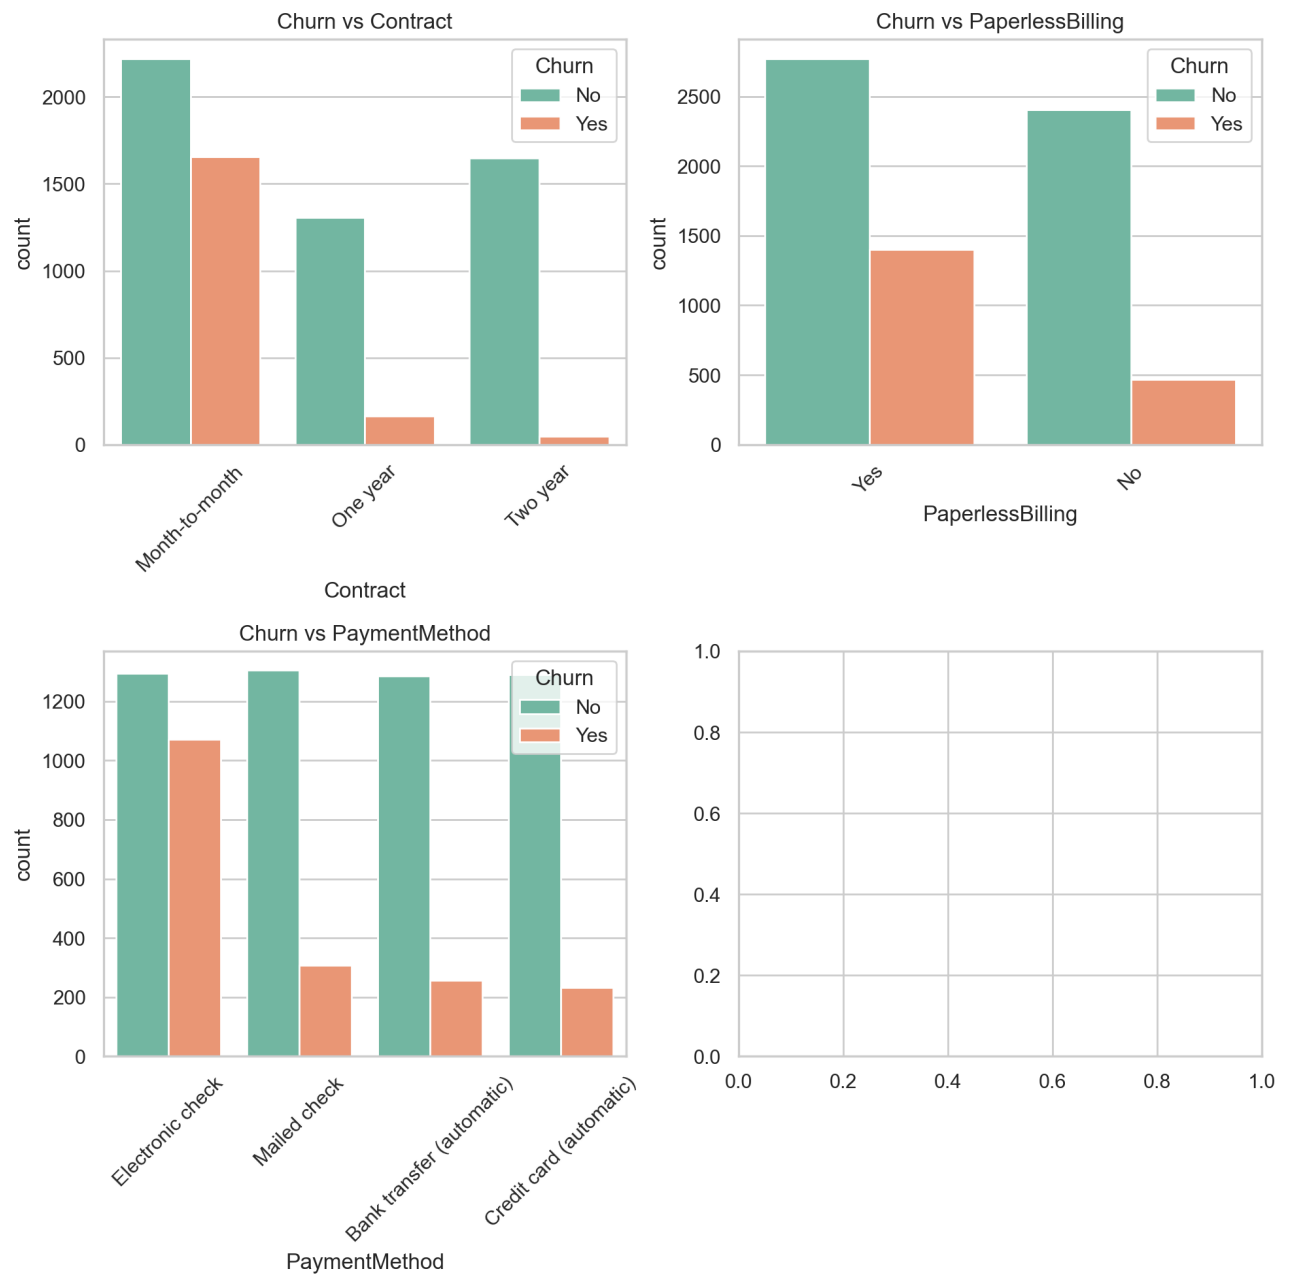 Churn vs Contract
2000
1500
1000
500
0
count
Churn
No
Yes
Month-to-month
One year
Two year
Contract
Churn vs PaperlessBilling
2500
2000
1500
1000
500
0
count
Churn
No
Yes
Yes
No
PaperlessBilling
Churn vs PaymentMethod
1200
1000
800
600
400
200
0
count
Churn
No
Yes
Electronic check
Mailed check
Bank transfer (automatic)
Credit card (automatic)
PaymentMethod
1.0
0.8
0.6
0.4
0.2
0.0
0.0
0.2
0.4
0.6
0.8
1.0